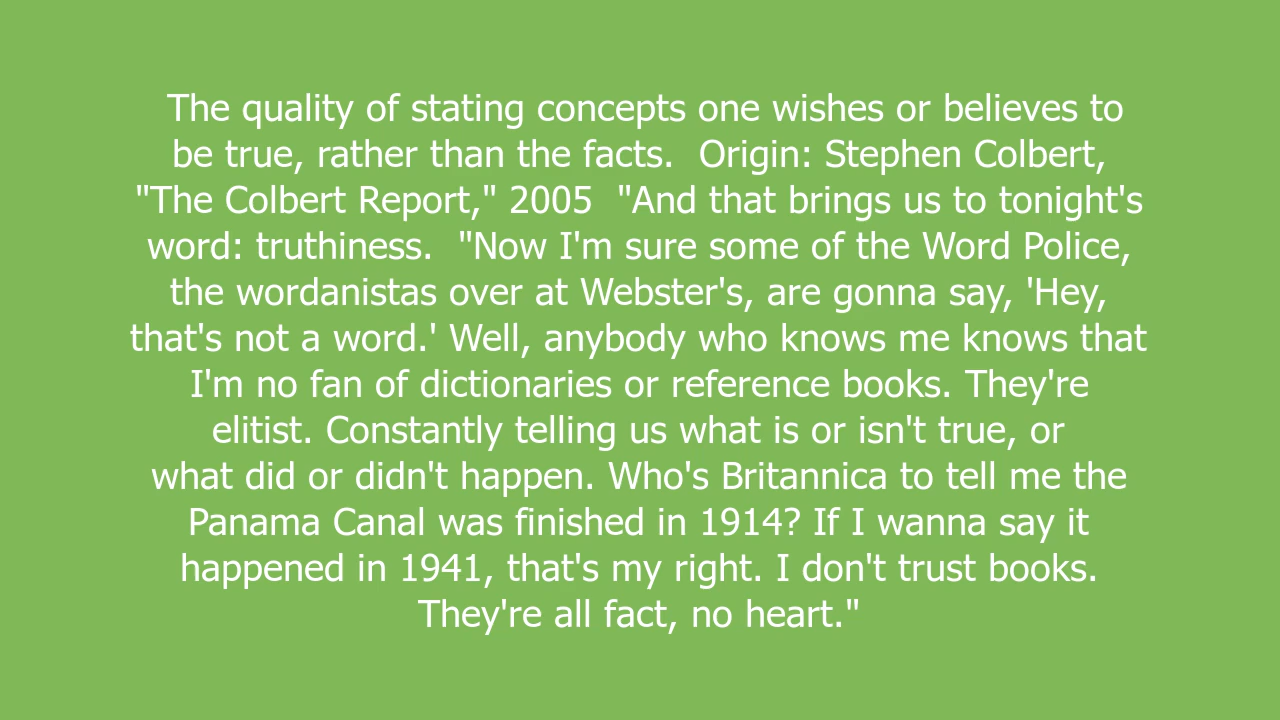 The quality of stating concepts one wishes or believes to
be true, rather than the facts.  Origin: Stephen Colbert,
"The Colbert Report," 2005  "And that brings us to tonight's
word: truthiness.  "Now I'm sure some of the Word Police,
the wordanistas over at Webster's, are gonna say, 'Hey,
that's not a word.' Well, anybody who knows me knows that
I'm no fan of dictionaries or reference books. They're
elitist. Constantly telling us what is or isn't true, or
what did or didn't happen. Who's Britannica to tell me the
Panama Canal was finished in 1914? If I wanna say it
happened in 1941, that's my right. I don't trust books.
They're all fact, no heart."